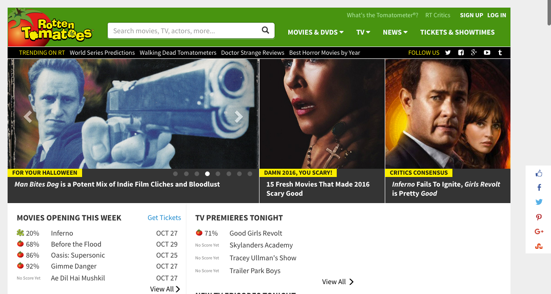 What's the Tomatometer®? RT Critics SIGN UP LOG IN
Rotten
Tomatoes
Search movies, TV, actors, more...
MOVIES & DVDS TV NEWS TICKETS & SHOWTIMES
TRENDING ON RT World Series Predictions Walking Dead Tomatometers Doctor Strange Reviews Best Horror Movies by Year FOLLOW US
FOR YOUR HALLOWEEN
Man Bites Dog is a Potent Mix of Indie Film Cliches and Bloodlust
DAMN 2016, YOU SCARY!
15 Fresh Movies That Made 2016
Scary Good
CRITICS CONSENSUS
Inferno Fails To Ignite, Girls Revolt
is Pretty Good
MOVIES OPENING THIS WEEK Get Tickets
20% Inferno OCT 27
68% Before the Flood OCT 29
86% Oasis: Supersonic OCT 25
92% Gimme Danger OCT 27
No Score Yet Ae Dil Hai Mushkil OCT 27
View All
TV PREMIERES TONIGHT
71% Good Girls Revolt
No Score Yet Skylanders Academy
No Score Yet Tracey Ullman's Show
No Score Yet Trailer Park Boys
View All